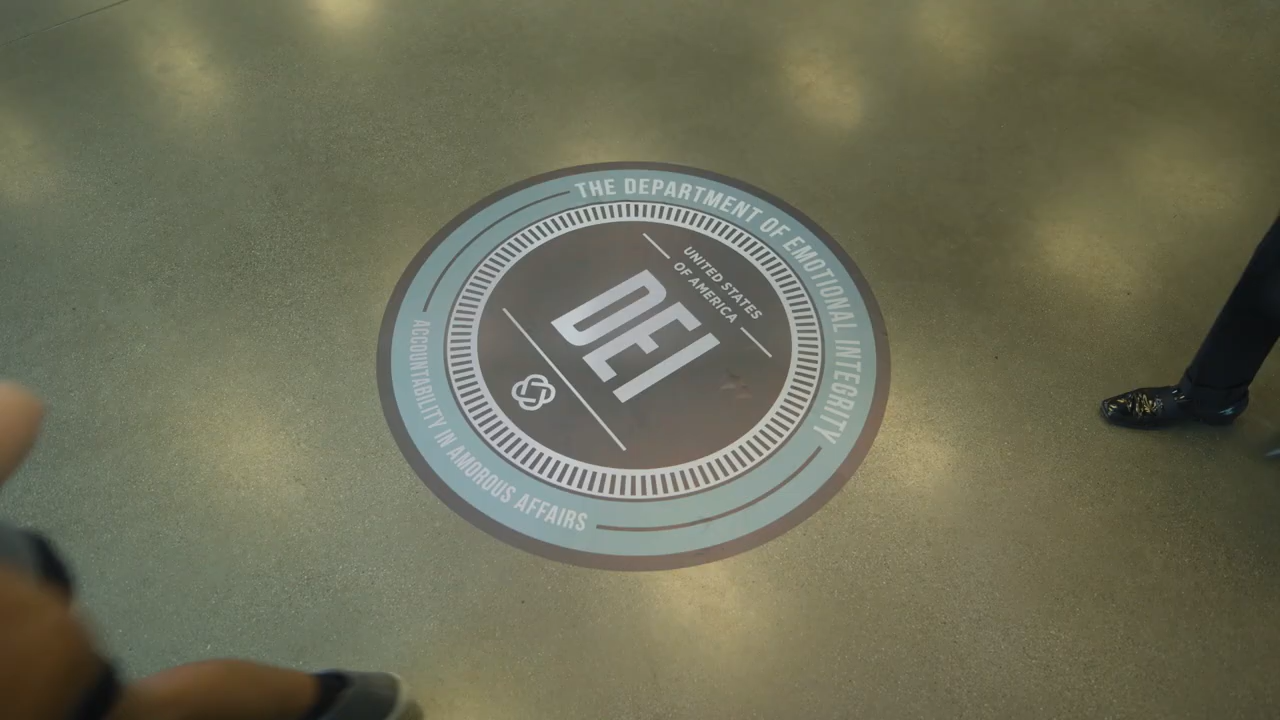 THE DEPARTMENT OF EMOTIONAL INTEGRITY
UNITED STATES
OF AMERICA
DEI
ACCOUNTABILITY IN AMOROUS AFFAIRS